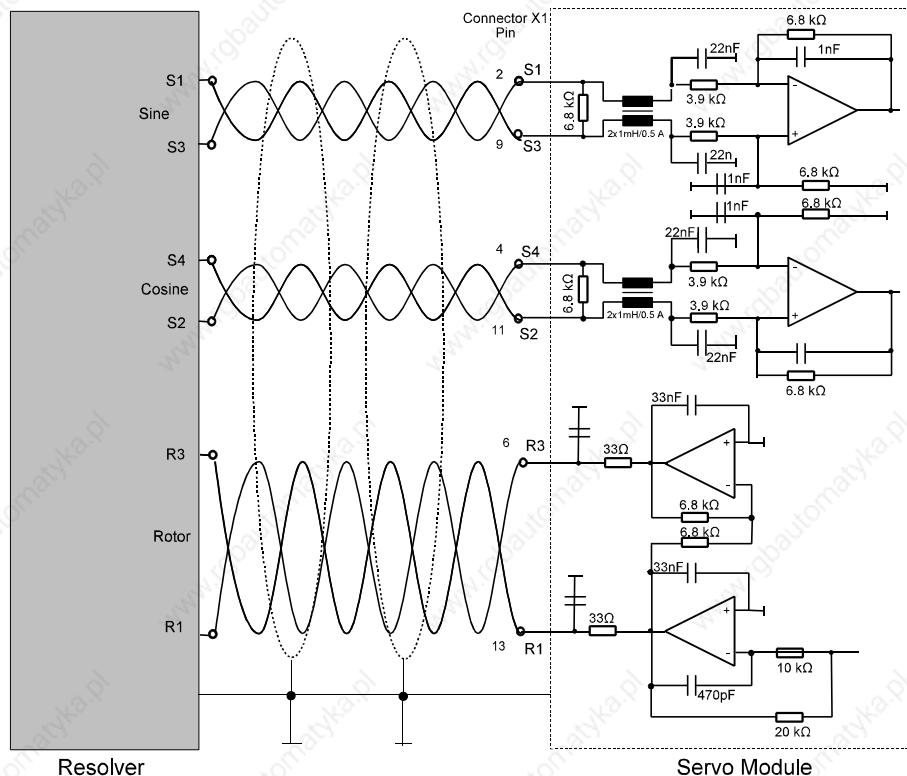 Connector X1
Pin
S1
Sine
S3
2
S1
9
S3
6.8 kΩ
2x1mH/0.5 A
22nF
3.9 kΩ
3.9 kΩ
22n
1nF
6.8 kΩ
6.8 kΩ
1nF
-
+
S4
Cosine
S2
4
S4
11
S2
6.8 kΩ
2x1mH/0.5 A
1nF
6.8 kΩ
22nF
3.9 kΩ
3.9 kΩ
22nF
-
+
6.8 kΩ
R3
Rotor
R1
6
R3
33Ω
33nF
+
-
6.8 kΩ
6.8 kΩ
13
R1
33Ω
33nF
+
-
10 kΩ
470pF
20 kΩ
Resolver
Servo Module
www.rgbautomatyka.pl